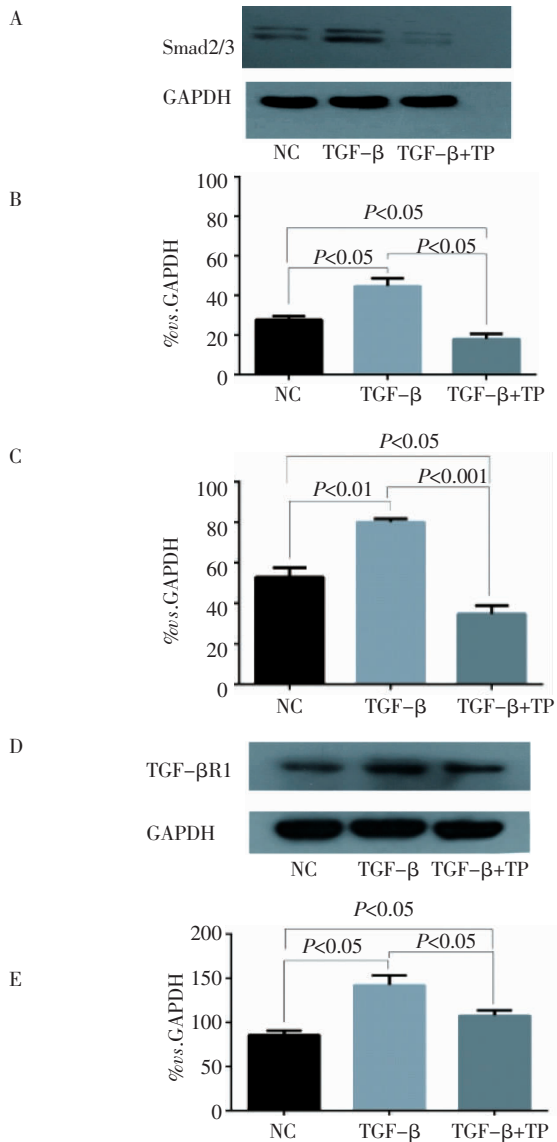 A
Smad2/3
GAPDH
NC TGF-β TGF-β+TP
B
%vs.GAPDH
100
80
60
40
20
0
P<0.05
P<0.05 P<0.05
NC TGF-β TGF-β+TP
C
%vs.GAPDH
100
80
60
40
20
0
P<0.05
P<0.01 P<0.001
NC TGF-β TGF-β+TP
D
TGF-βR1
GAPDH
NC TGF-β TGF-β+TP
E
%vs.GAPDH
200
150
100
50
0
P<0.05
P<0.05 P<0.05
NC TGF-β TGF-β+TP